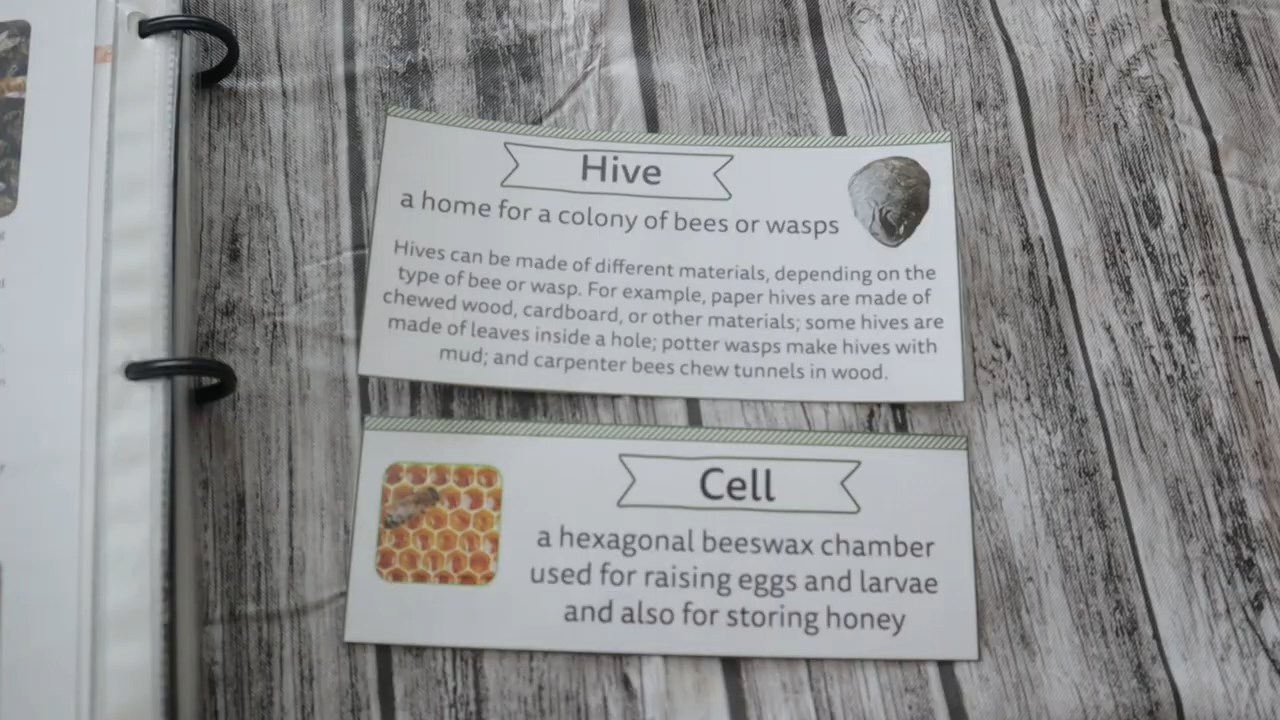 Hive
a home for a colony of bees or wasps
Hives can be made of different materials, depending on the
type of bee or wasp. For example, paper hives are made of
chewed wood, cardboard, or other materials; some hives are
made of leaves inside a hole; potter wasps make hives with
mud; and carpenter bees chew tunnels in wood.
Cell
a hexagonal beeswax chamber
used for raising eggs and larvae
and also for storing honey